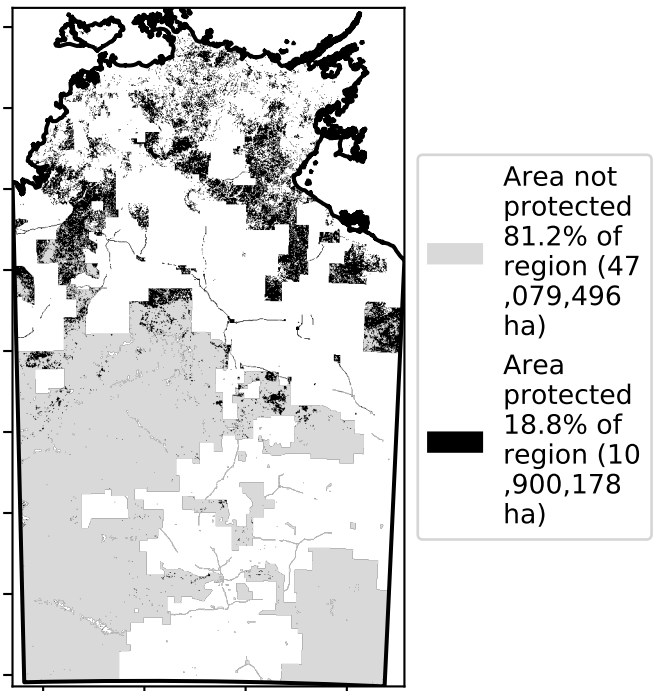 Area not
protected
81.2% of
region (47
,079,496
ha)
Area
protected
18.8% of
region (10
,900,178
ha)